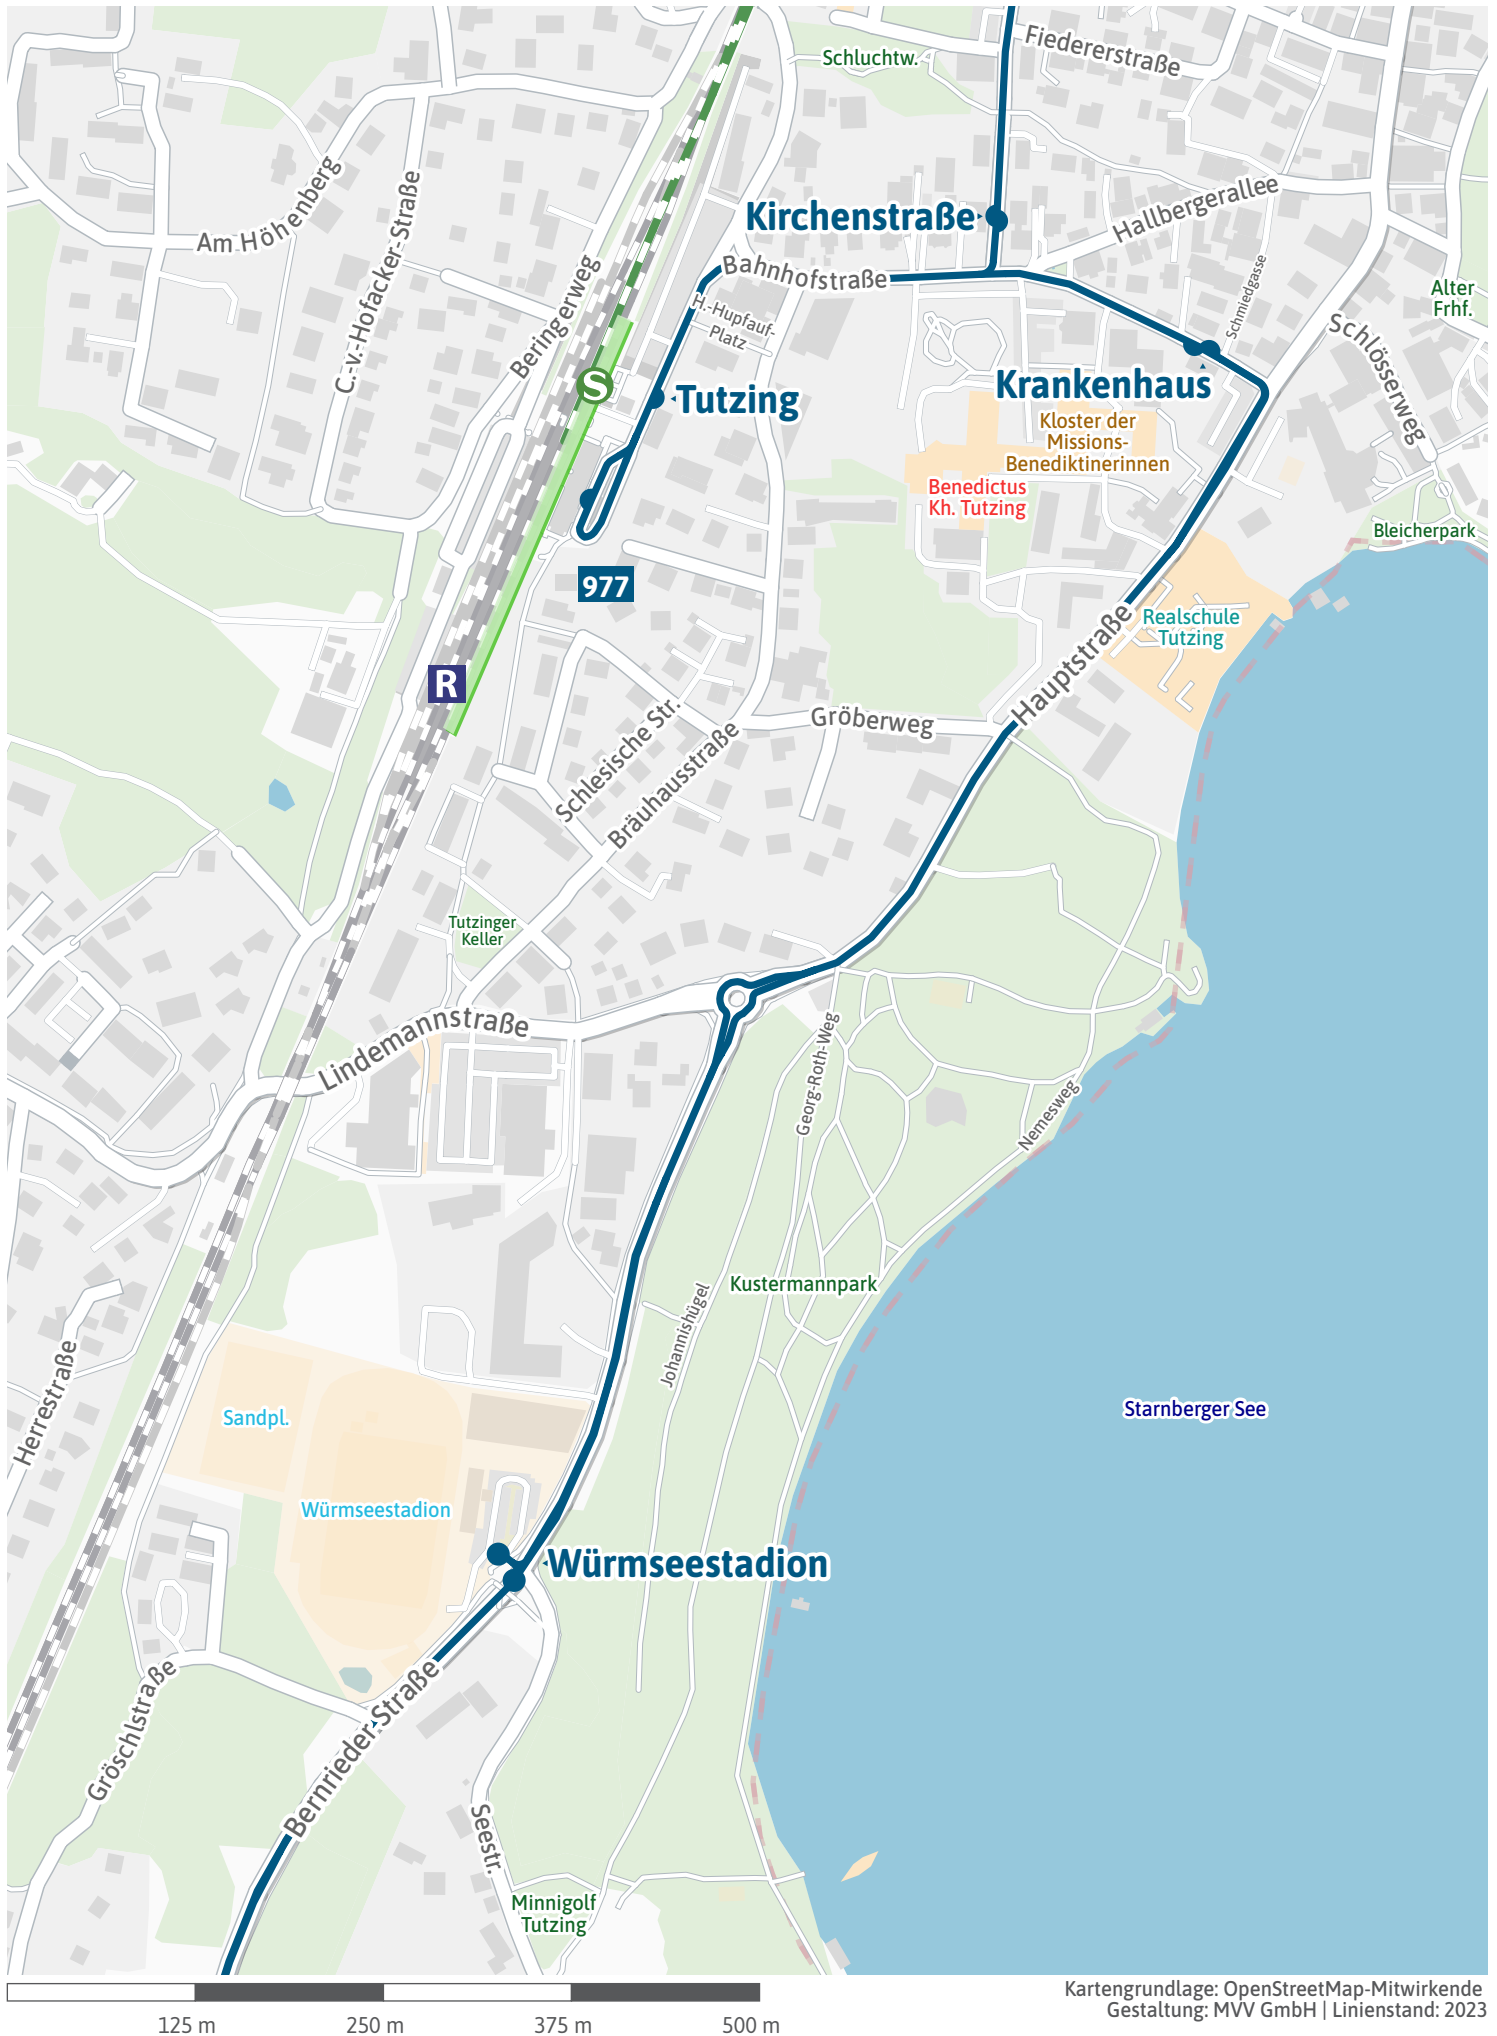 Schluchtw.
Fiedererstraße
Am Höhenberg
C.-v.-Hofacker-Straße
Kirchenstraße
Hallbergerallee
Beringerweg
Bahnhofstraße
Schmiedgasse
Alter
Frhf.
H.-Hupfauf-
Platz
Schlösserweg
S
Tutzing
Krankenhaus
Kloster der
Missions-
Benediktinerinnen
Benedictus
Kh. Tutzing
Bleicherpark
977
Realschule
Tutzing
R
Hauptstraße
Gröberweg
Schlesische Str.
Bräuhausstraße
Tutzinger
Keller
Lindemannstraße
Georg-Roth-Weg
Nemesweg
Kustermannpark
Johannishügel
Herrestraße
Sandpl.
Starnberger See
Würmseestadion
Würmseestadion
Gröschlstraße
Bernrieder Straße
Seestr.
Minnigolf
Tutzing
125 m
250 m
375 m
500 m
Kartengrundlage: OpenStreetMap-Mitwirkende
Gestaltung: MVV GmbH | Linienstand: 2023